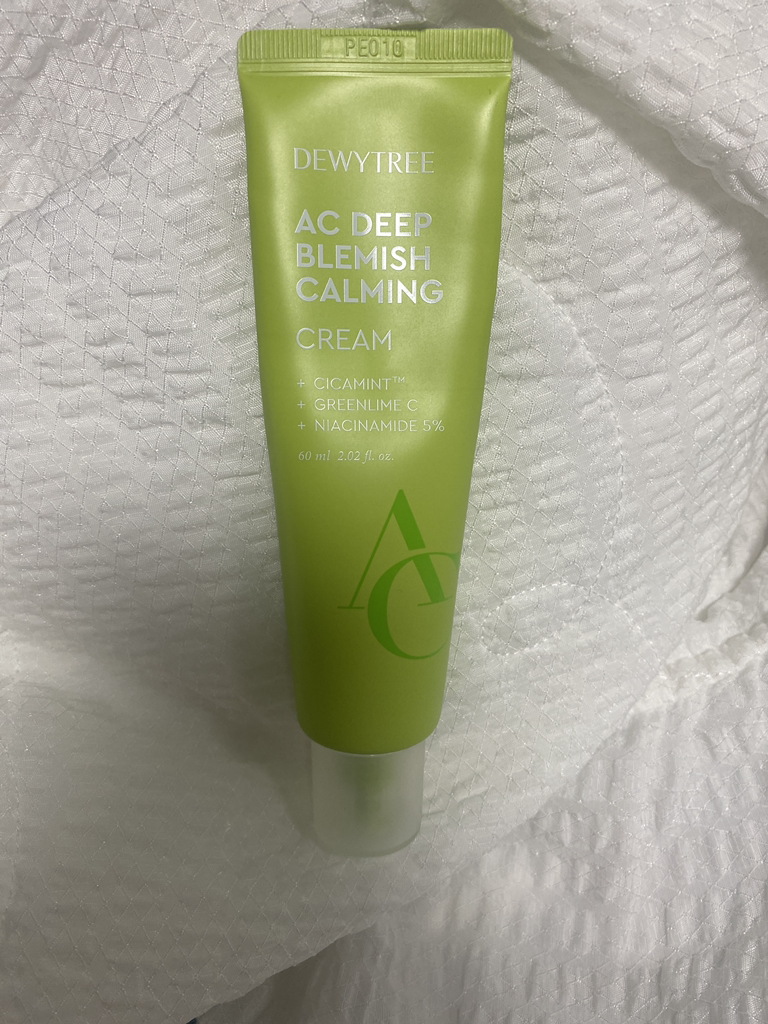 PE010
DEWYTREE
AC DEEP
BLEMISH
CALMING
CREAM
+ CICAMINT™
+ GREENLIME C
+ NIACINAMIDE 5%
60 ml 2.02 fl. oz.
AC